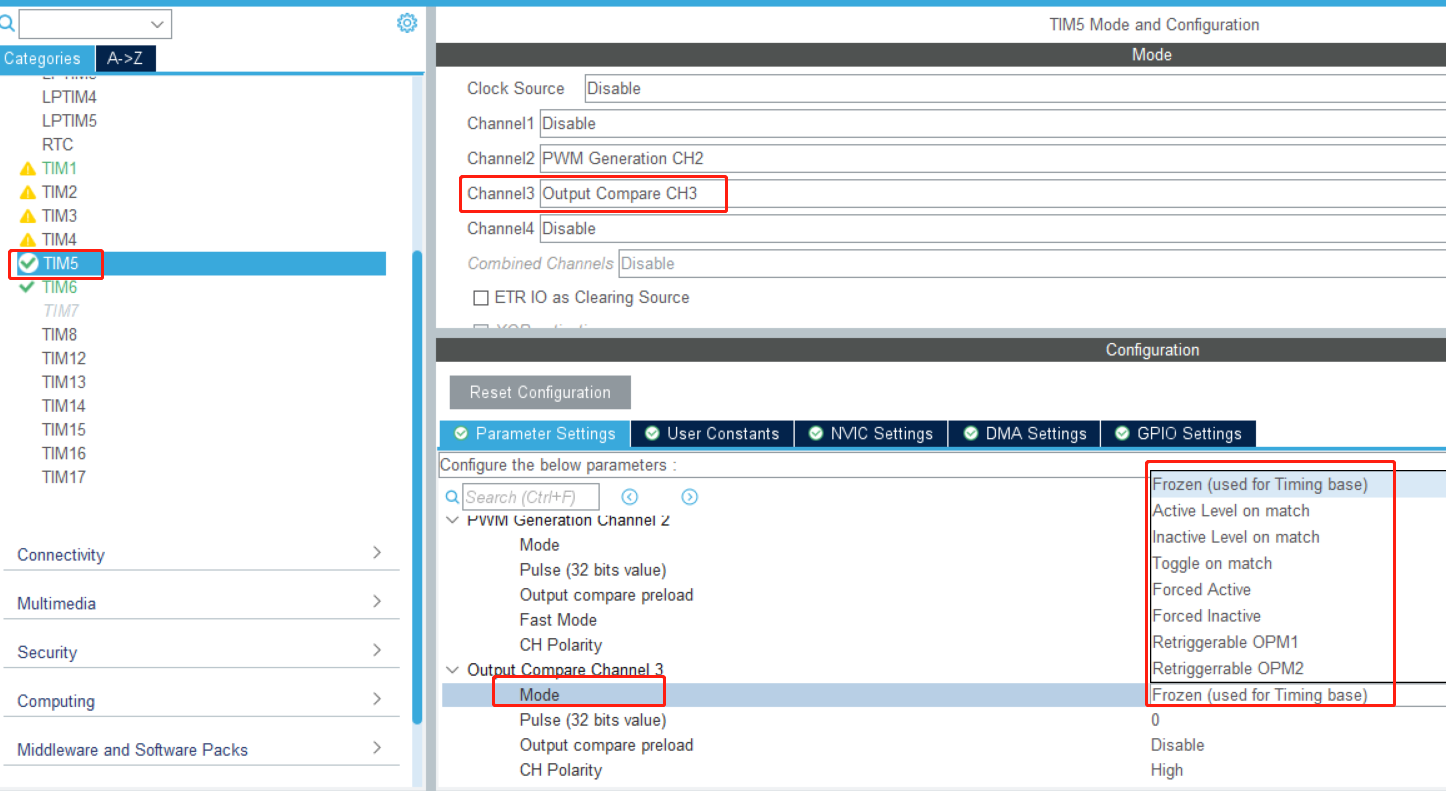 Categories
A->Z
LPTIM4
LPTIM5
RTC
TIM1
TIM2
TIM3
TIM4
TIM5
TIM6
TIM7
TIM8
TIM12
TIM13
TIM14
TIM15
TIM16
TIM17
Connectivity
Multimedia
Security
Computing
Middleware and Software Packs
TIM5 Mode and Configuration
Mode
Clock Source Disable
Channel1 Disable
Channel2 PWM Generation CH2
Channel3 Output Compare CH3
Channel4 Disable
Combined Channels Disable
ETR IO as Clearing Source
Configuration
Reset Configuration
Parameter Settings
User Constants
NVIC Settings
DMA Settings
GPIO Settings
Configure the below parameters :
Search (Ctrl+F)
PWM Generation Channel 2
Mode
Pulse (32 bits value)
Output compare preload
Fast Mode
CH Polarity
Frozen (used for Timing base)
Active Level on match
Inactive Level on match
Toggle on match
Forced Active
Forced Inactive
Retriggerable OPM1
Retriggerrable OPM2
Output Compare Channel 3
Mode Frozen (used for Timing base)
Pulse (32 bits value) 0
Output compare preload Disable
CH Polarity High